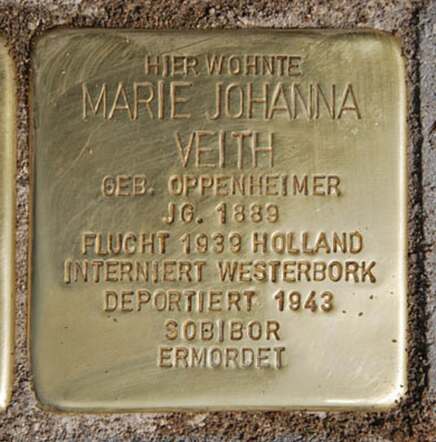 HIER WOHNTE
MARIE JOHANNA
VEITH
GEB. OPPENHEIMER
JG. 1889
FLUCHT 1939 HOLLAND
INTERNIERT WESTERBORK
DEPORTIERT 1943
SOBIBOR
ERMORDET